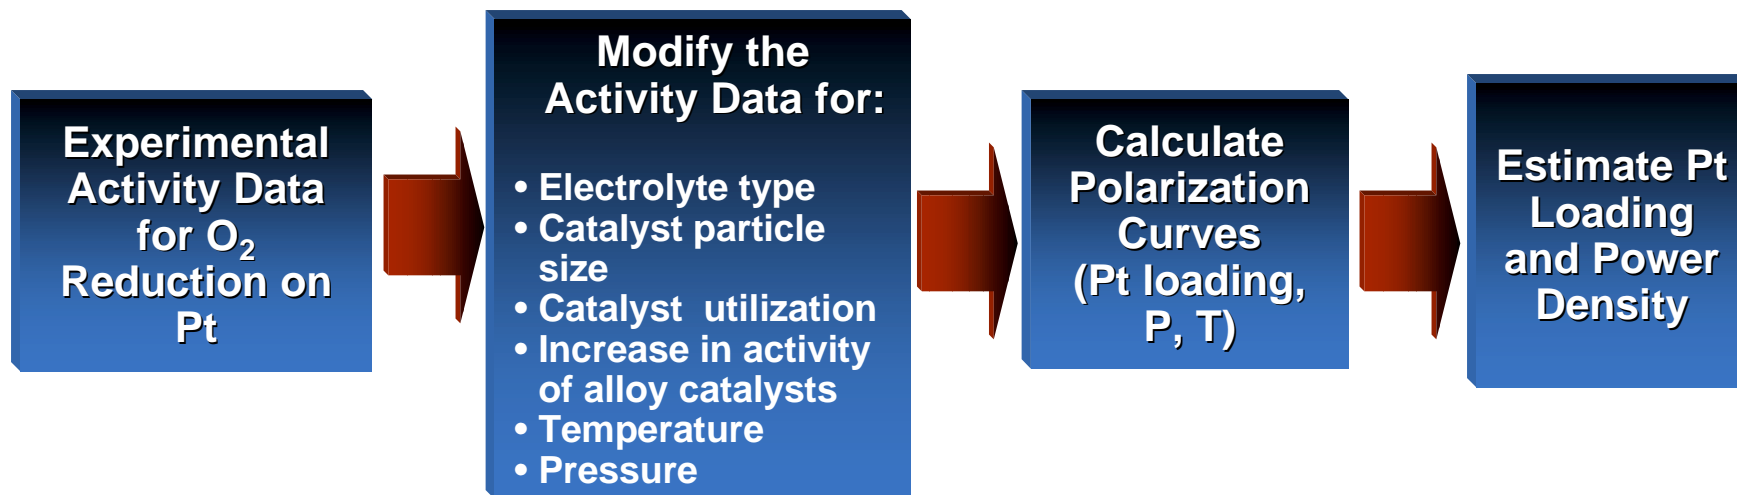 Experimental
Activity Data
for O₂
Reduction on
Pt
Modify the
Activity Data for:
• Electrolyte type
• Catalyst particle
size
• Catalyst  utilization
• Increase in activity
of alloy catalysts
• Temperature
• Pressure
Calculate
Polarization
Curves
(Pt loading,
P, T)
Estimate Pt
Loading
and Power
Density